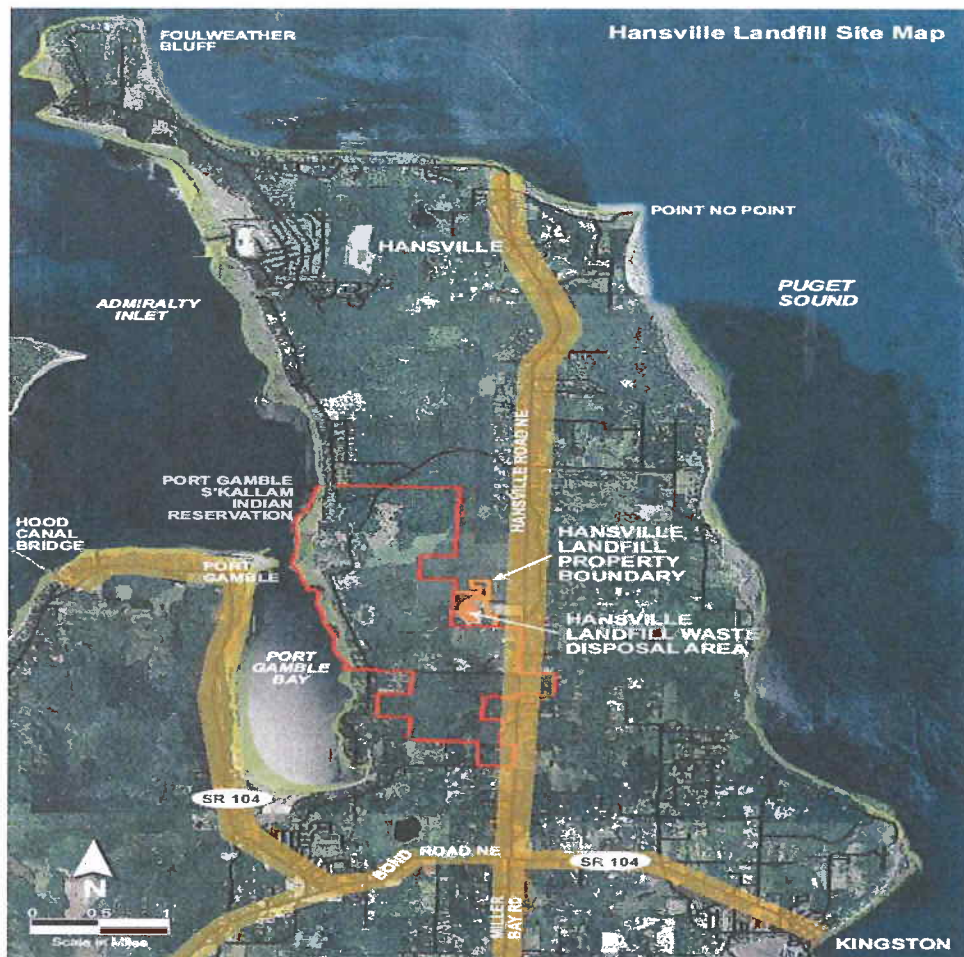 Hansville Landfill Site Map
FOULWEATHER
BLUFF
POINT NO POINT
HANSVILLE
PUGET
SOUND
ADMIRALTY
INLET
HANSVILLE ROAD NE
PORT GAMBLE
S'KALLAM
INDIAN
RESERVATION
HOOD
CANAL
BRIDGE
PORT
GAMBLE
HANSVILLE
LANDFILL
PROPERTY
BOUNDARY
HANSVILLE
LANDFILL WASTE
DISPOSAL AREA
PORT
GAMBLE
BAY
SR 104
BOND
ROAD NE
SR 104
MILLER
BAY RD
KINGSTON
N
0 0.5 1
Scale in Miles